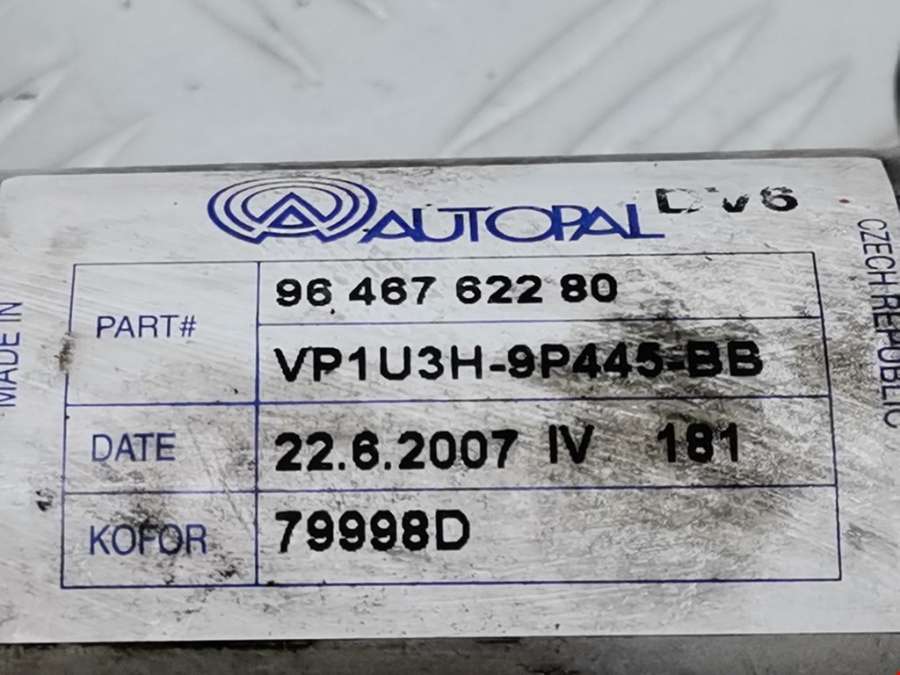 AUTOPAL DV6
MADE IN
CZECH REPUBLIC
PART# 96 467 622 80
VP1U3H-9P445-BB
DATE 22.6.2007 IV 181
KOFOR 79998D